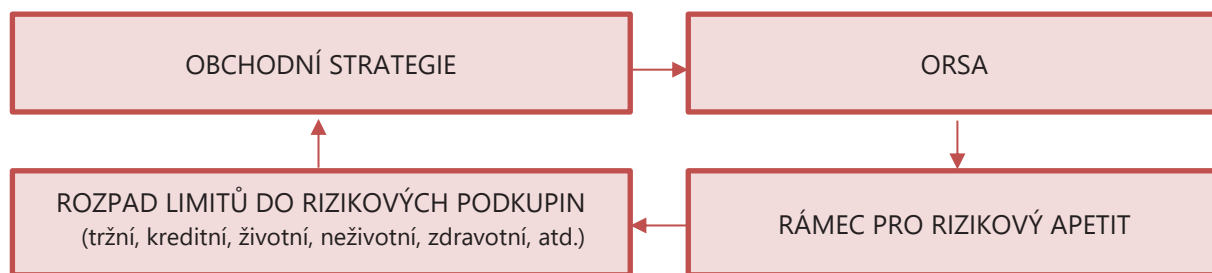 OBCHODNÍ STRATEGIE
ORSA
ROZPAD LIMITŮ DO RIZIKOVÝCH PODKUPIN
(tržní, kreditní, životní, neživotní, zdravotní, atd.)
RÁMEC PRO RIZIKOVÝ APETIT